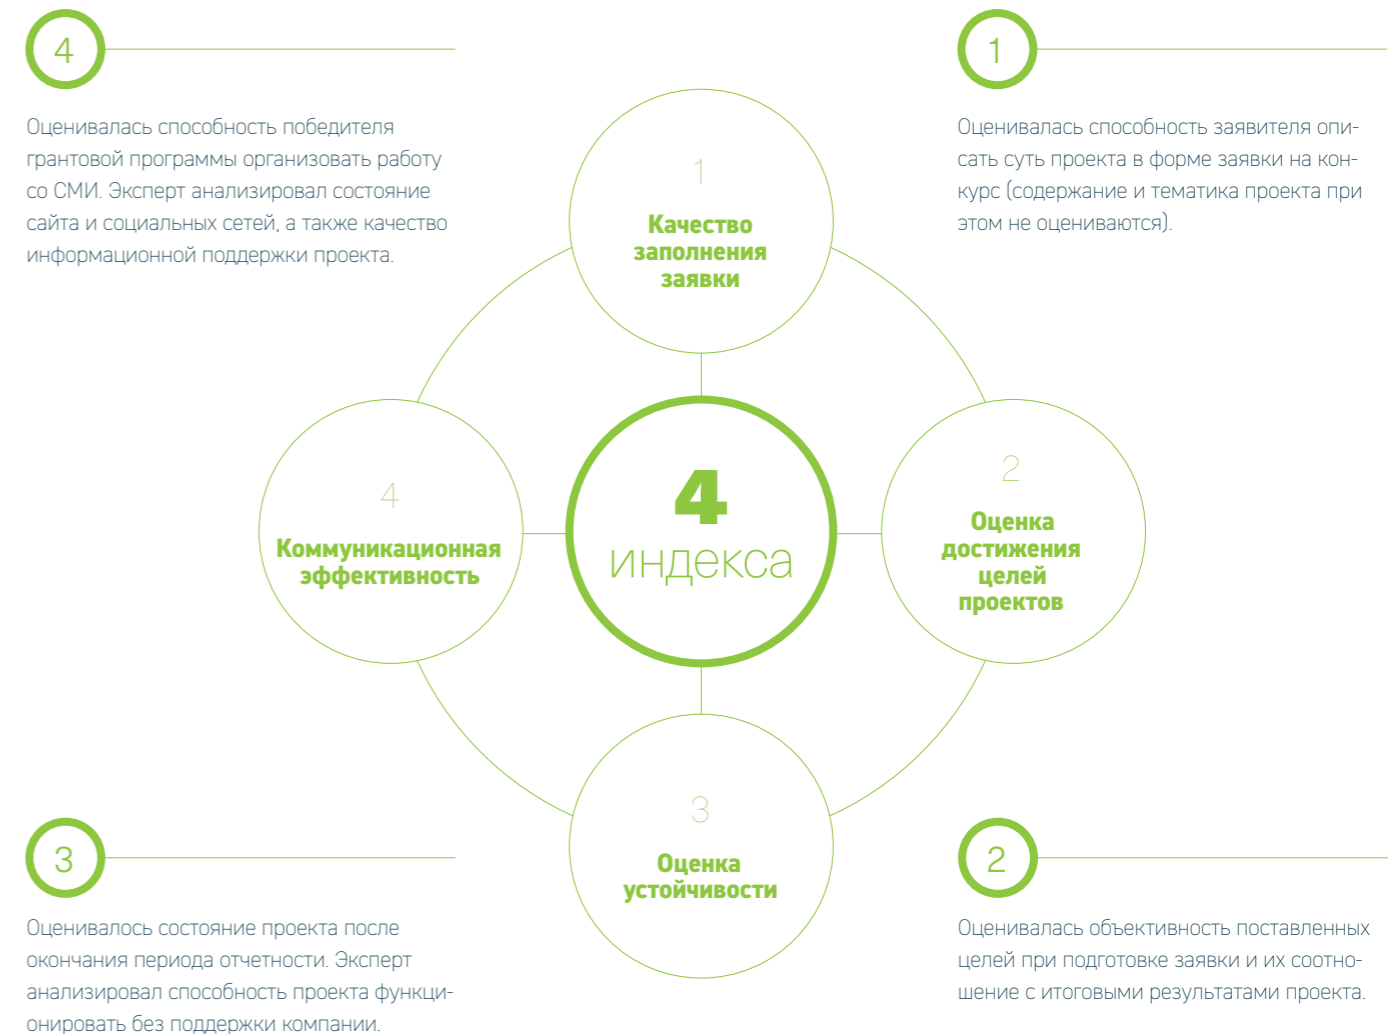 4
Оценивалась способность победителя
грантовой программы организовать работу
со СМИ. Эксперт анализировал состояние
сайта и социальных сетей, а также качество
информационной поддержки проекта.
1
Оценивалась способность заявителя опи-
сать суть проекта в форме заявки на кон-
курс (содержание и тематика проекта при
этом не оцениваются).
1
Качество
заполнения
заявки
4
Коммуникационная
эффективность
4
индекса
2
Оценка
достижения
целей
проектов
3
Оценка
устойчивости
3
Оценивалось состояние проекта после
окончания периода отчетности. Эксперт
анализировал способность проекта функци-
онировать без поддержки компании.
2
Оценивалась объективность поставленных
целей при подготовке заявки и их соотно-
шение с итоговыми результатами проекта.